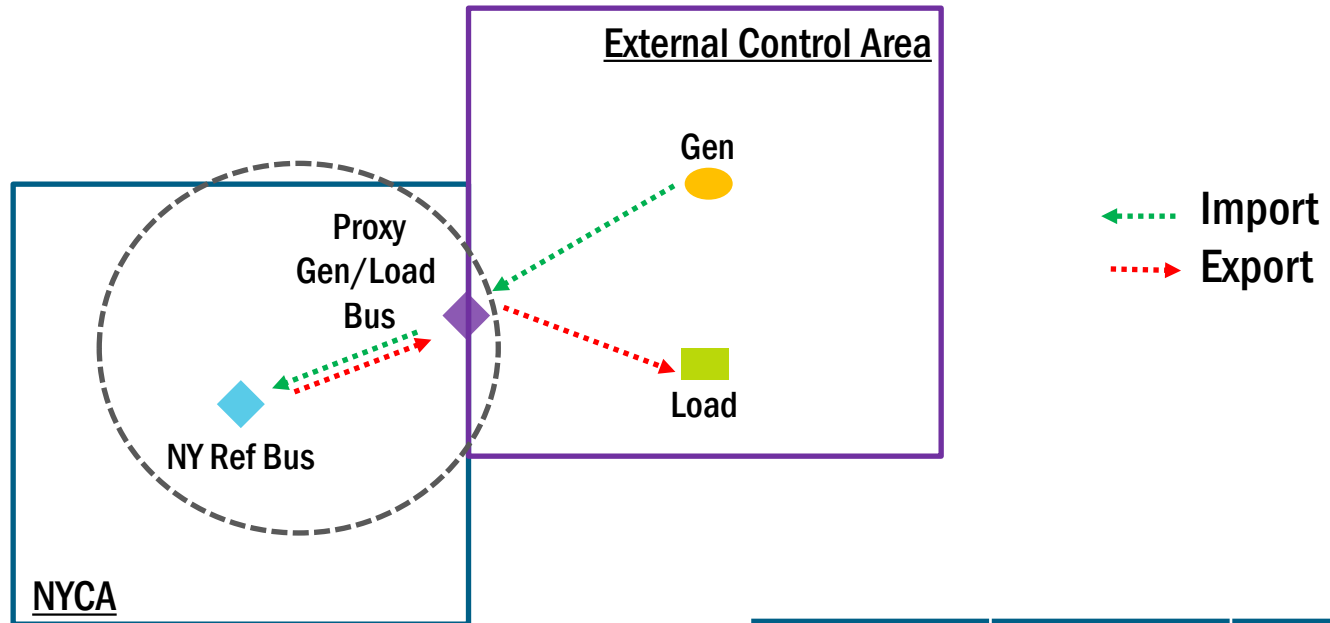 External Control Area
Gen
Import
Export
Proxy
Gen/Load
Bus
Load
NY Ref Bus
NYCA